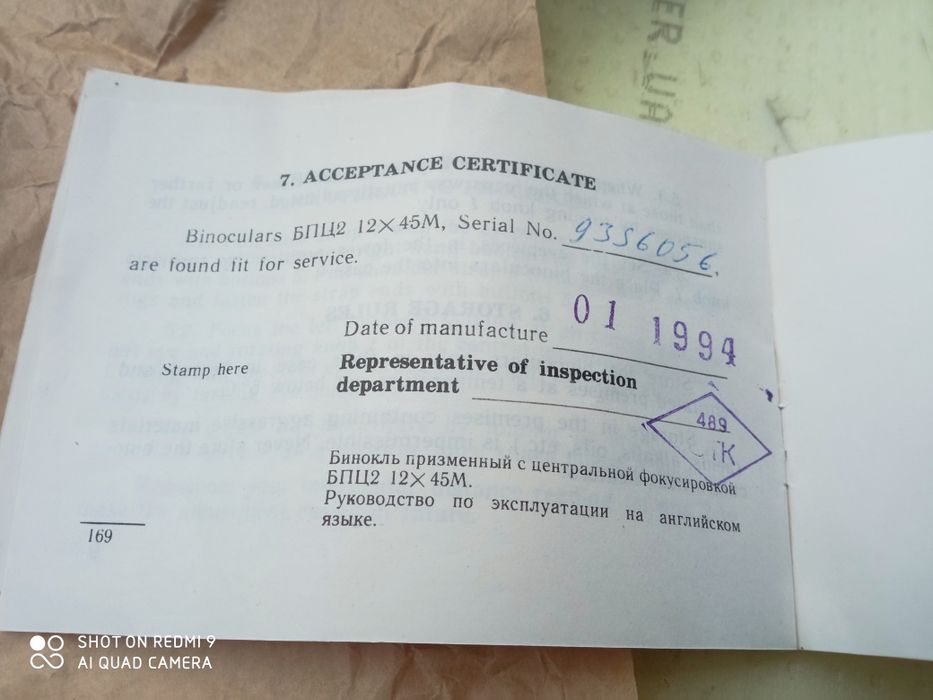 7. ACCEPTANCE CERTIFICATE
Binoculars БПЦ2 12×45М, Serial No. 9356056.
are found fit for service.
Date of manufacture 01 1994
Stamp here
Representative of inspection
department
489
ОТК
Бинокль призменный с центральной фокусировкой
БПЦ2 12×45М.
Руководство по эксплуатации на английском
языке.
169
SHOT ON REDMI 9
AI QUAD CAMERA